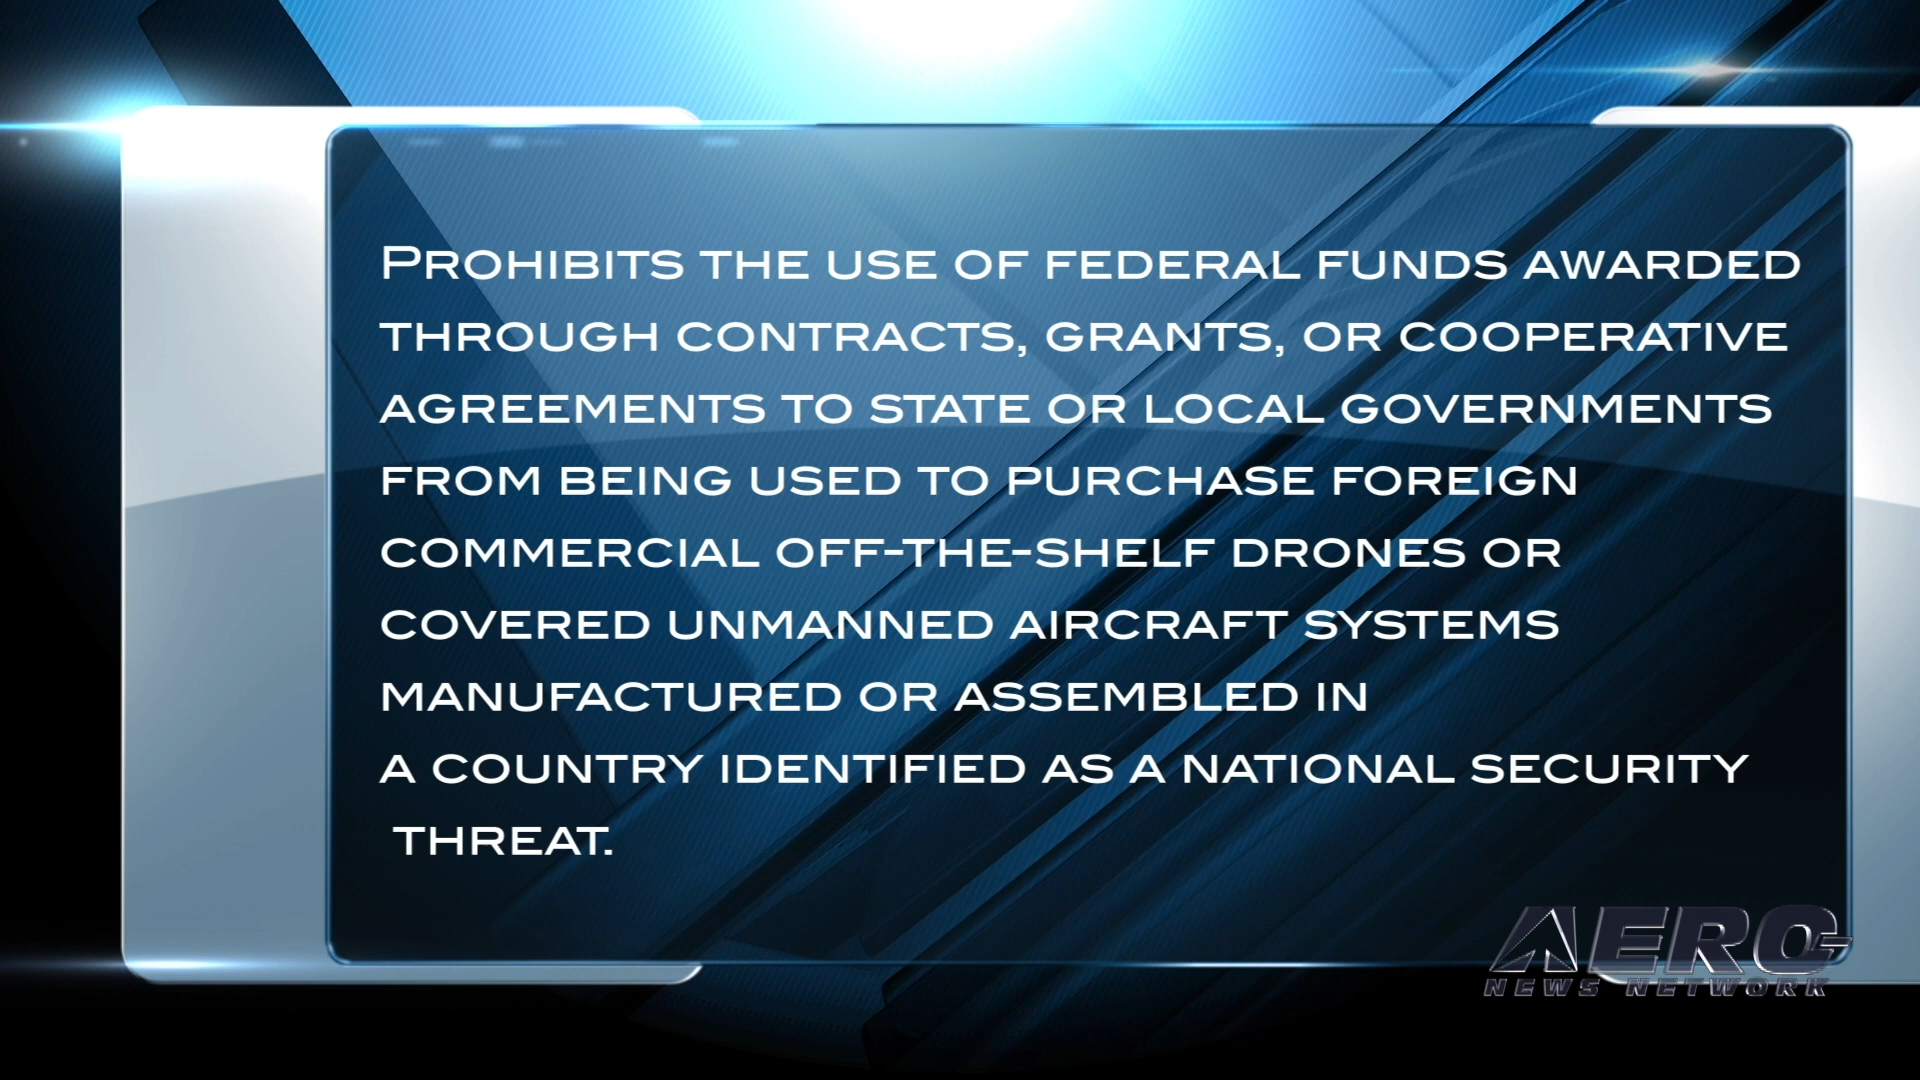 PROHIBITS THE USE OF FEDERAL FUNDS AWARDED
THROUGH CONTRACTS, GRANTS, OR COOPERATIVE
AGREEMENTS TO STATE OR LOCAL GOVERNMENTS
FROM BEING USED TO PURCHASE FOREIGN
COMMERCIAL OFF-THE-SHELF DRONES OR
COVERED UNMANNED AIRCRAFT SYSTEMS
MANUFACTURED OR ASSEMBLED IN
A COUNTRY IDENTIFIED AS A NATIONAL SECURITY
THREAT.
AERO-
NEWS NETWORK